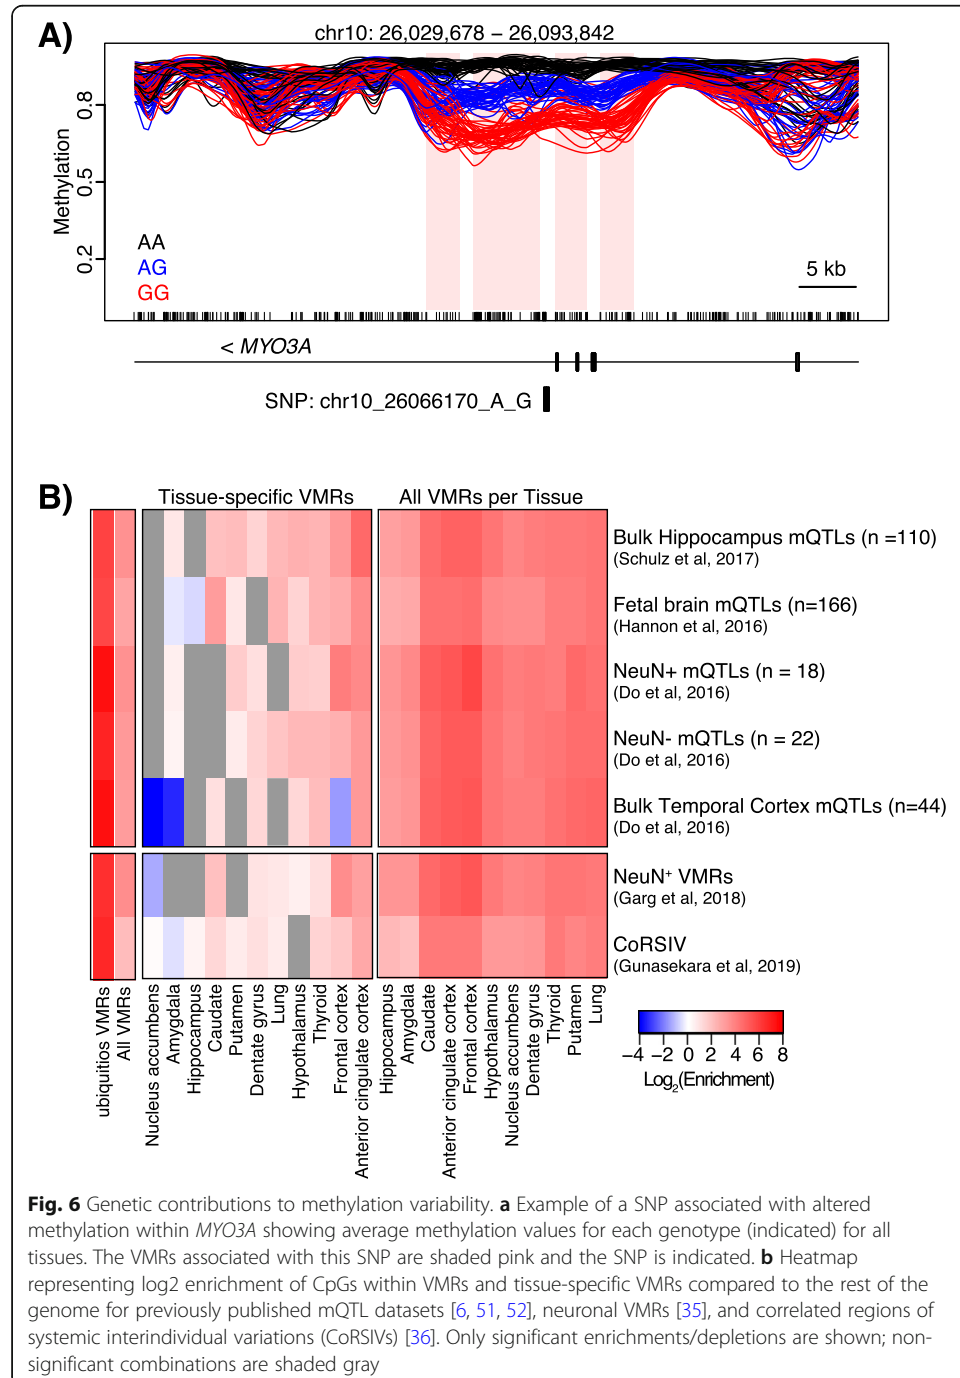 A)
chr10: 26,029,678 – 26,093,842
Methylation
0.8
0.5
0.2
AA
AG
GG
5 kb
< MYO3A
SNP: chr10_26066170_A_G
B)
Tissue-specific VMRs
All VMRs per Tissue
Bulk Hippocampus mQTLs (n =110)
(Schulz et al, 2017)
Fetal brain mQTLs (n=166)
(Hannon et al, 2016)
NeuN+ mQTLs (n = 18)
(Do et al, 2016)
NeuN- mQTLs (n = 22)
(Do et al, 2016)
Bulk Temporal Cortex mQTLs (n=44)
(Do et al, 2016)
NeuN⁺ VMRs
(Garg et al, 2018)
CoRSIV
(Gunasekara et al, 2019)
ubiquitios VMRs
All VMRs
Nucleus accumbens
Amygdala
Hippocampus
Caudate
Putamen
Dentate gyrus
Lung
Hypothalamus
Thyroid
Frontal cortex
Anterior cingulate cortex
Hippocampus
Amygdala
Caudate
Anterior cingulate cortex
Frontal cortex
Hypothalamus
Nucleus accumbens
Dentate gyrus
Thyroid
Putamen
Lung
−4 −2 0 2 4 6 8
Log₂(Enrichment)
Fig. 6 Genetic contributions to methylation variability. a Example of a SNP associated with altered
methylation within MYO3A showing average methylation values for each genotype (indicated) for all
tissues. The VMRs associated with this SNP are shaded pink and the SNP is indicated. b Heatmap
representing log2 enrichment of CpGs within VMRs and tissue-specific VMRs compared to the rest of the
genome for previously published mQTL datasets [6, 51, 52], neuronal VMRs [35], and correlated regions of
systemic interindividual variations (CoRSIVs) [36]. Only significant enrichments/depletions are shown; non-
significant combinations are shaded gray